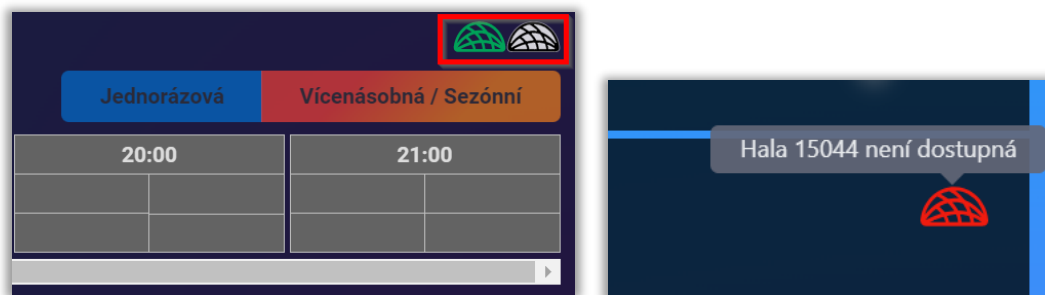 Jednorázová Vícenásobná / Sezónní
20:00 21:00
Hala 15044 není dostupná